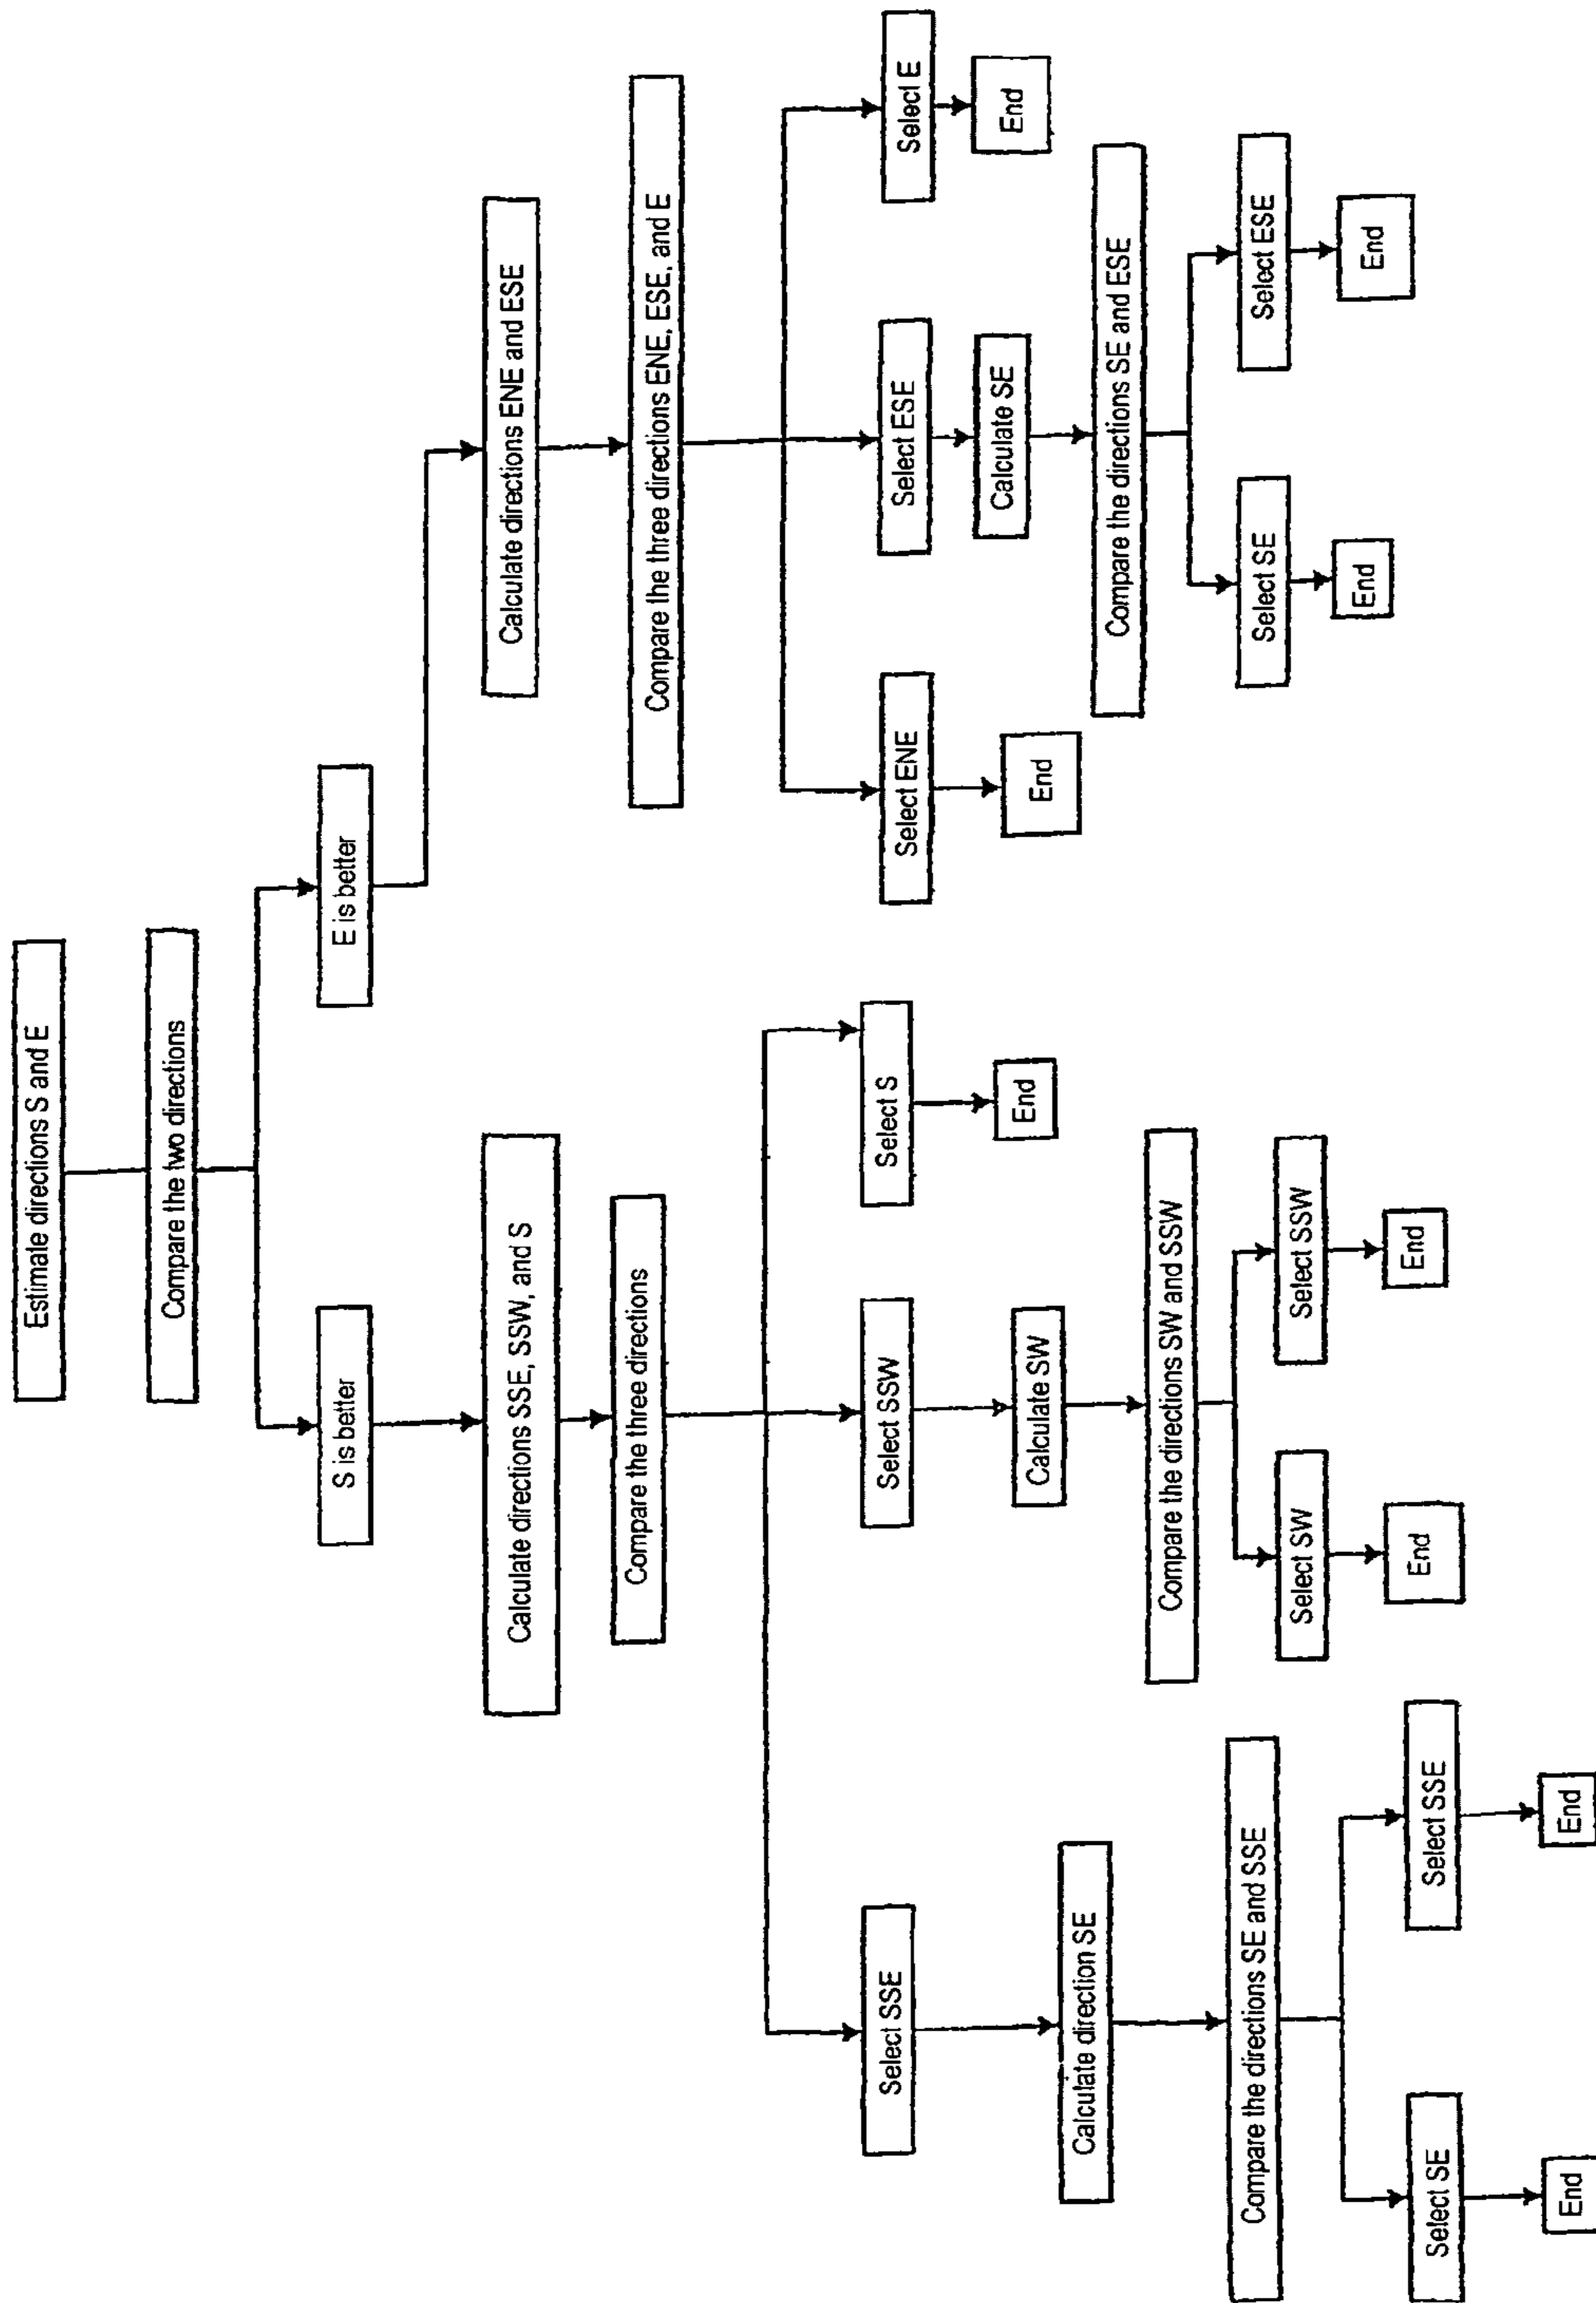 Estimate directions S and E
Compare the two directions
S is better
E is better
Calculate directions SSE, SSW, and S
Calculate directions ENE and ESE
Compare the three directions
Compare the three directions ENE, ESE, and E
Select SSE
Select SSW
Select S
Select ENE
Select ESE
Select E
Calculate direction SE
Calculate SW
End
End
Calculate SE
End
Compare the directions SE and SSE
Compare the directions SW and SSW
Compare the directions SE and ESE
Select SE
Select SSE
Select SW
Select SSW
Select SE
Select ESE
End
End
End
End
End
End